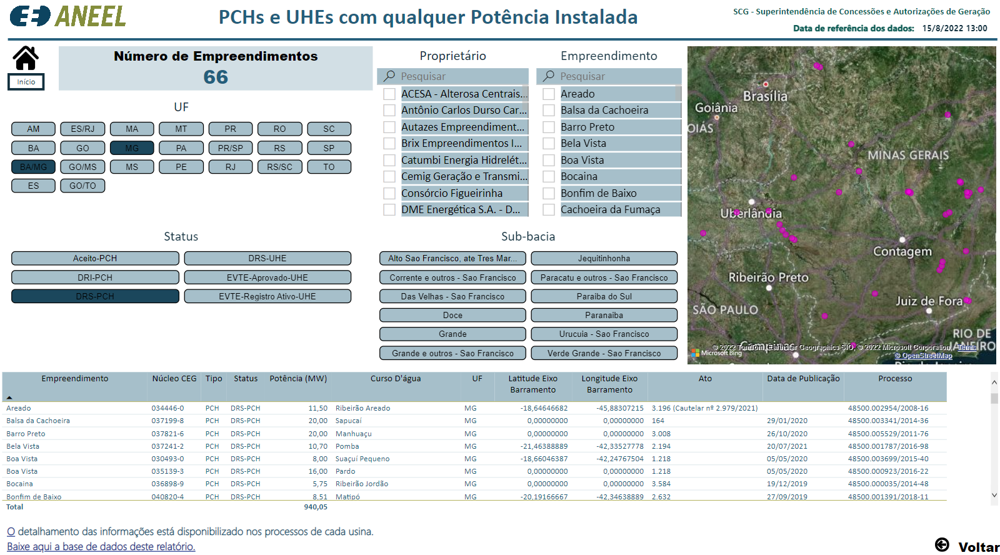 ANEEL
PCHs e UHEs com qualquer Potência Instalada
SCG - Superintendência de Concessões e Autorizações de Geração
Data de referência dos dados: 15/8/2022 13:00
Início
Número de Empreendimentos
66
UF
AM ES/RJ MA MT PR RO SC
BA GO MG PA PR/SP RS SP
BA/MG GO/MS MS PE RJ RS/SC TO
ES GO/TO
Proprietário
Pesquisar
ACESA - Alterosa Centrais...
Antônio Carlos Durso Car...
Autazes Empreendiment...
Brix Empreendimentos I...
Catumbi Energia Hidrelét...
Cemig Geração e Transmi...
Consórcio Figueirinha
DME Energética S.A. - D...
Empreendimento
Pesquisar
Areado
Balsa da Cachoeira
Barro Preto
Bela Vista
Boa Vista
Bocaina
Bonfim de Baixo
Cachoeira da Fumaça
Brasília
Goiânia
OIÁS
MINAS GERAIS
Uberlândia
Contagem
Ribeirão Preto
SÃO PAULO
Juiz de Fora
RIO DE
JANEIRO
Campinas
© 2022 TomTom, Earthstar Geographics SIO, © 2022 Microsoft Corporation, Terms
Microsoft Bing
© OpenStreetMap
Status
Aceito-PCH DRS-UHE
DRI-PCH EVTE-Aprovado-UHE
DRS-PCH EVTE-Registro Ativo-UHE
Sub-bacia
Alto Sao Francisco, ate Tres Mar... Jequitinhonha
Corrente e outros - Sao Francisco Paracatu e outros - Sao Francisco
Das Velhas - Sao Francisco Paraiba do Sul
Doce Paranaiba
Grande Urucuia - Sao Francisco
Grande e outros - Sao Francisco Verde Grande - Sao Francisco
Empreendimento Núcleo CEG Tipo Status Potência (MW) Curso D'água UF Latitude Eixo Barramento Longitude Eixo Barramento Ato Data de Publicação Processo
Areado 034446-0 PCH DRS-PCH 11,50 Ribeirão Areado MG -18,64646682 -45,88307215 3.196 (Cautelar nº 2.979/2021) 48500.002954/2008-16
Balsa da Cachoeira 037199-8 PCH DRS-PCH 20,00 Sapucaí MG 0,00000000 0,00000000 164 29/01/2020 48500.003341/2014-36
Barro Preto 037821-6 PCH DRS-PCH 20,00 Manhuaçu MG 0,00000000 0,00000000 3.008 26/10/2020 48500.005529/2011-76
Bela Vista 037241-2 PCH DRS-PCH 10,70 Pomba MG -21,46388889 -42,33527778 2.194 20/07/2021 48500.001787/2016-98
Boa Vista 030493-0 PCH DRS-PCH 8,00 Suaçuí Pequeno MG -18,66046387 -42,24767504 1.218 05/05/2020 48500.003699/2015-40
Boa Vista 035139-3 PCH DRS-PCH 16,00 Pardo MG 0,00000000 0,00000000 1.218 05/05/2020 48500.000923/2016-22
Bocaina 036898-9 PCH DRS-PCH 5,75 Ribeirão Jordão MG 0,00000000 0,00000000 3.584 19/12/2019 48500.000035/2014-48
Bonfim de Baixo 040820-4 PCH DRS-PCH 8,51 Matipó MG -20,19166667 -42,34638889 2.632 27/09/2019 48500.001391/2018-11
Total 940,05
O detalhamento das informações está disponibilizado nos processos de cada usina.
Baixe aqui a base de dados deste relatório.
Voltar